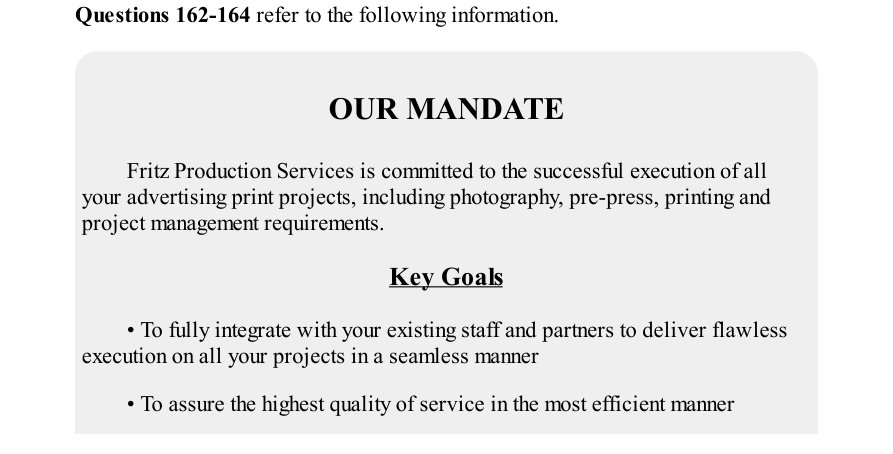 Questions 162-164 refer to the following information.
OUR MANDATE
Fritz Production Services is committed to the successful execution of all
your advertising print projects, including photography, pre-press, printing and
project management requirements.
Key Goals
• To fully integrate with your existing staff and partners to deliver flawless
execution on all your projects in a seamless manner
• To assure the highest quality of service in the most efficient manner